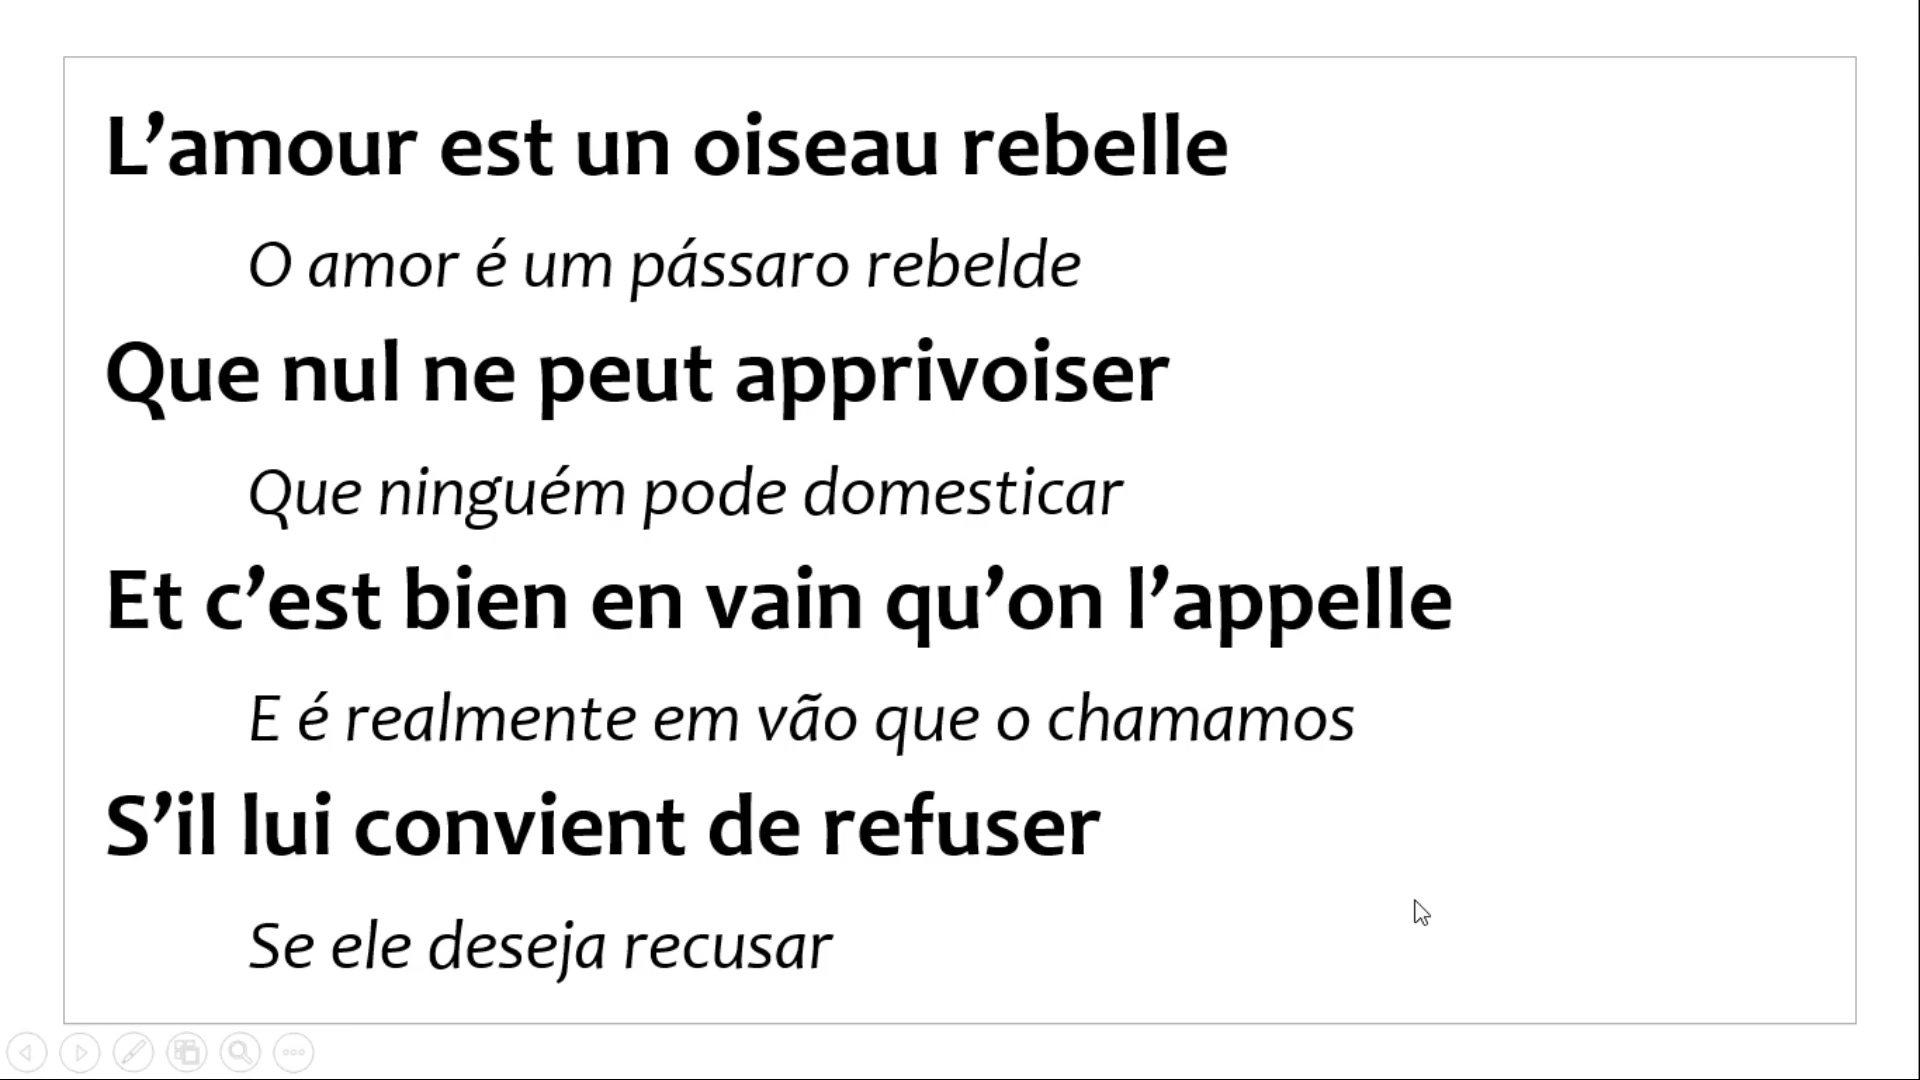 L’amour est un oiseau rebelle
O amor é um pássaro rebelde
Que nul ne peut apprivoiser
Que ninguém pode domesticar
Et c’est bien en vain qu’on l’appelle
E é realmente em vão que o chamamos
S’il lui convient de refuser
Se ele deseja recusar